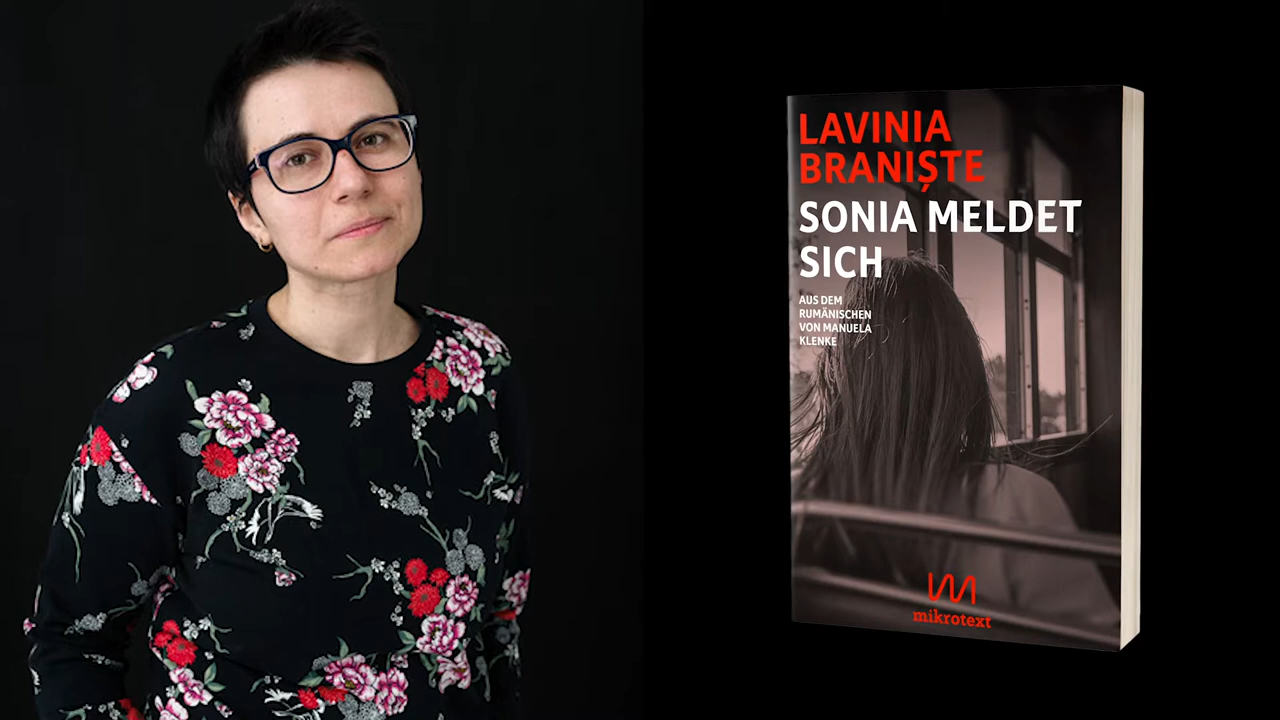 LAVINIA
BRANIȘTE
SONIA MELDET
SICH
AUS DEM
RUMÄNISCHEN
VON MANUELA
KLENKE
mikrotext